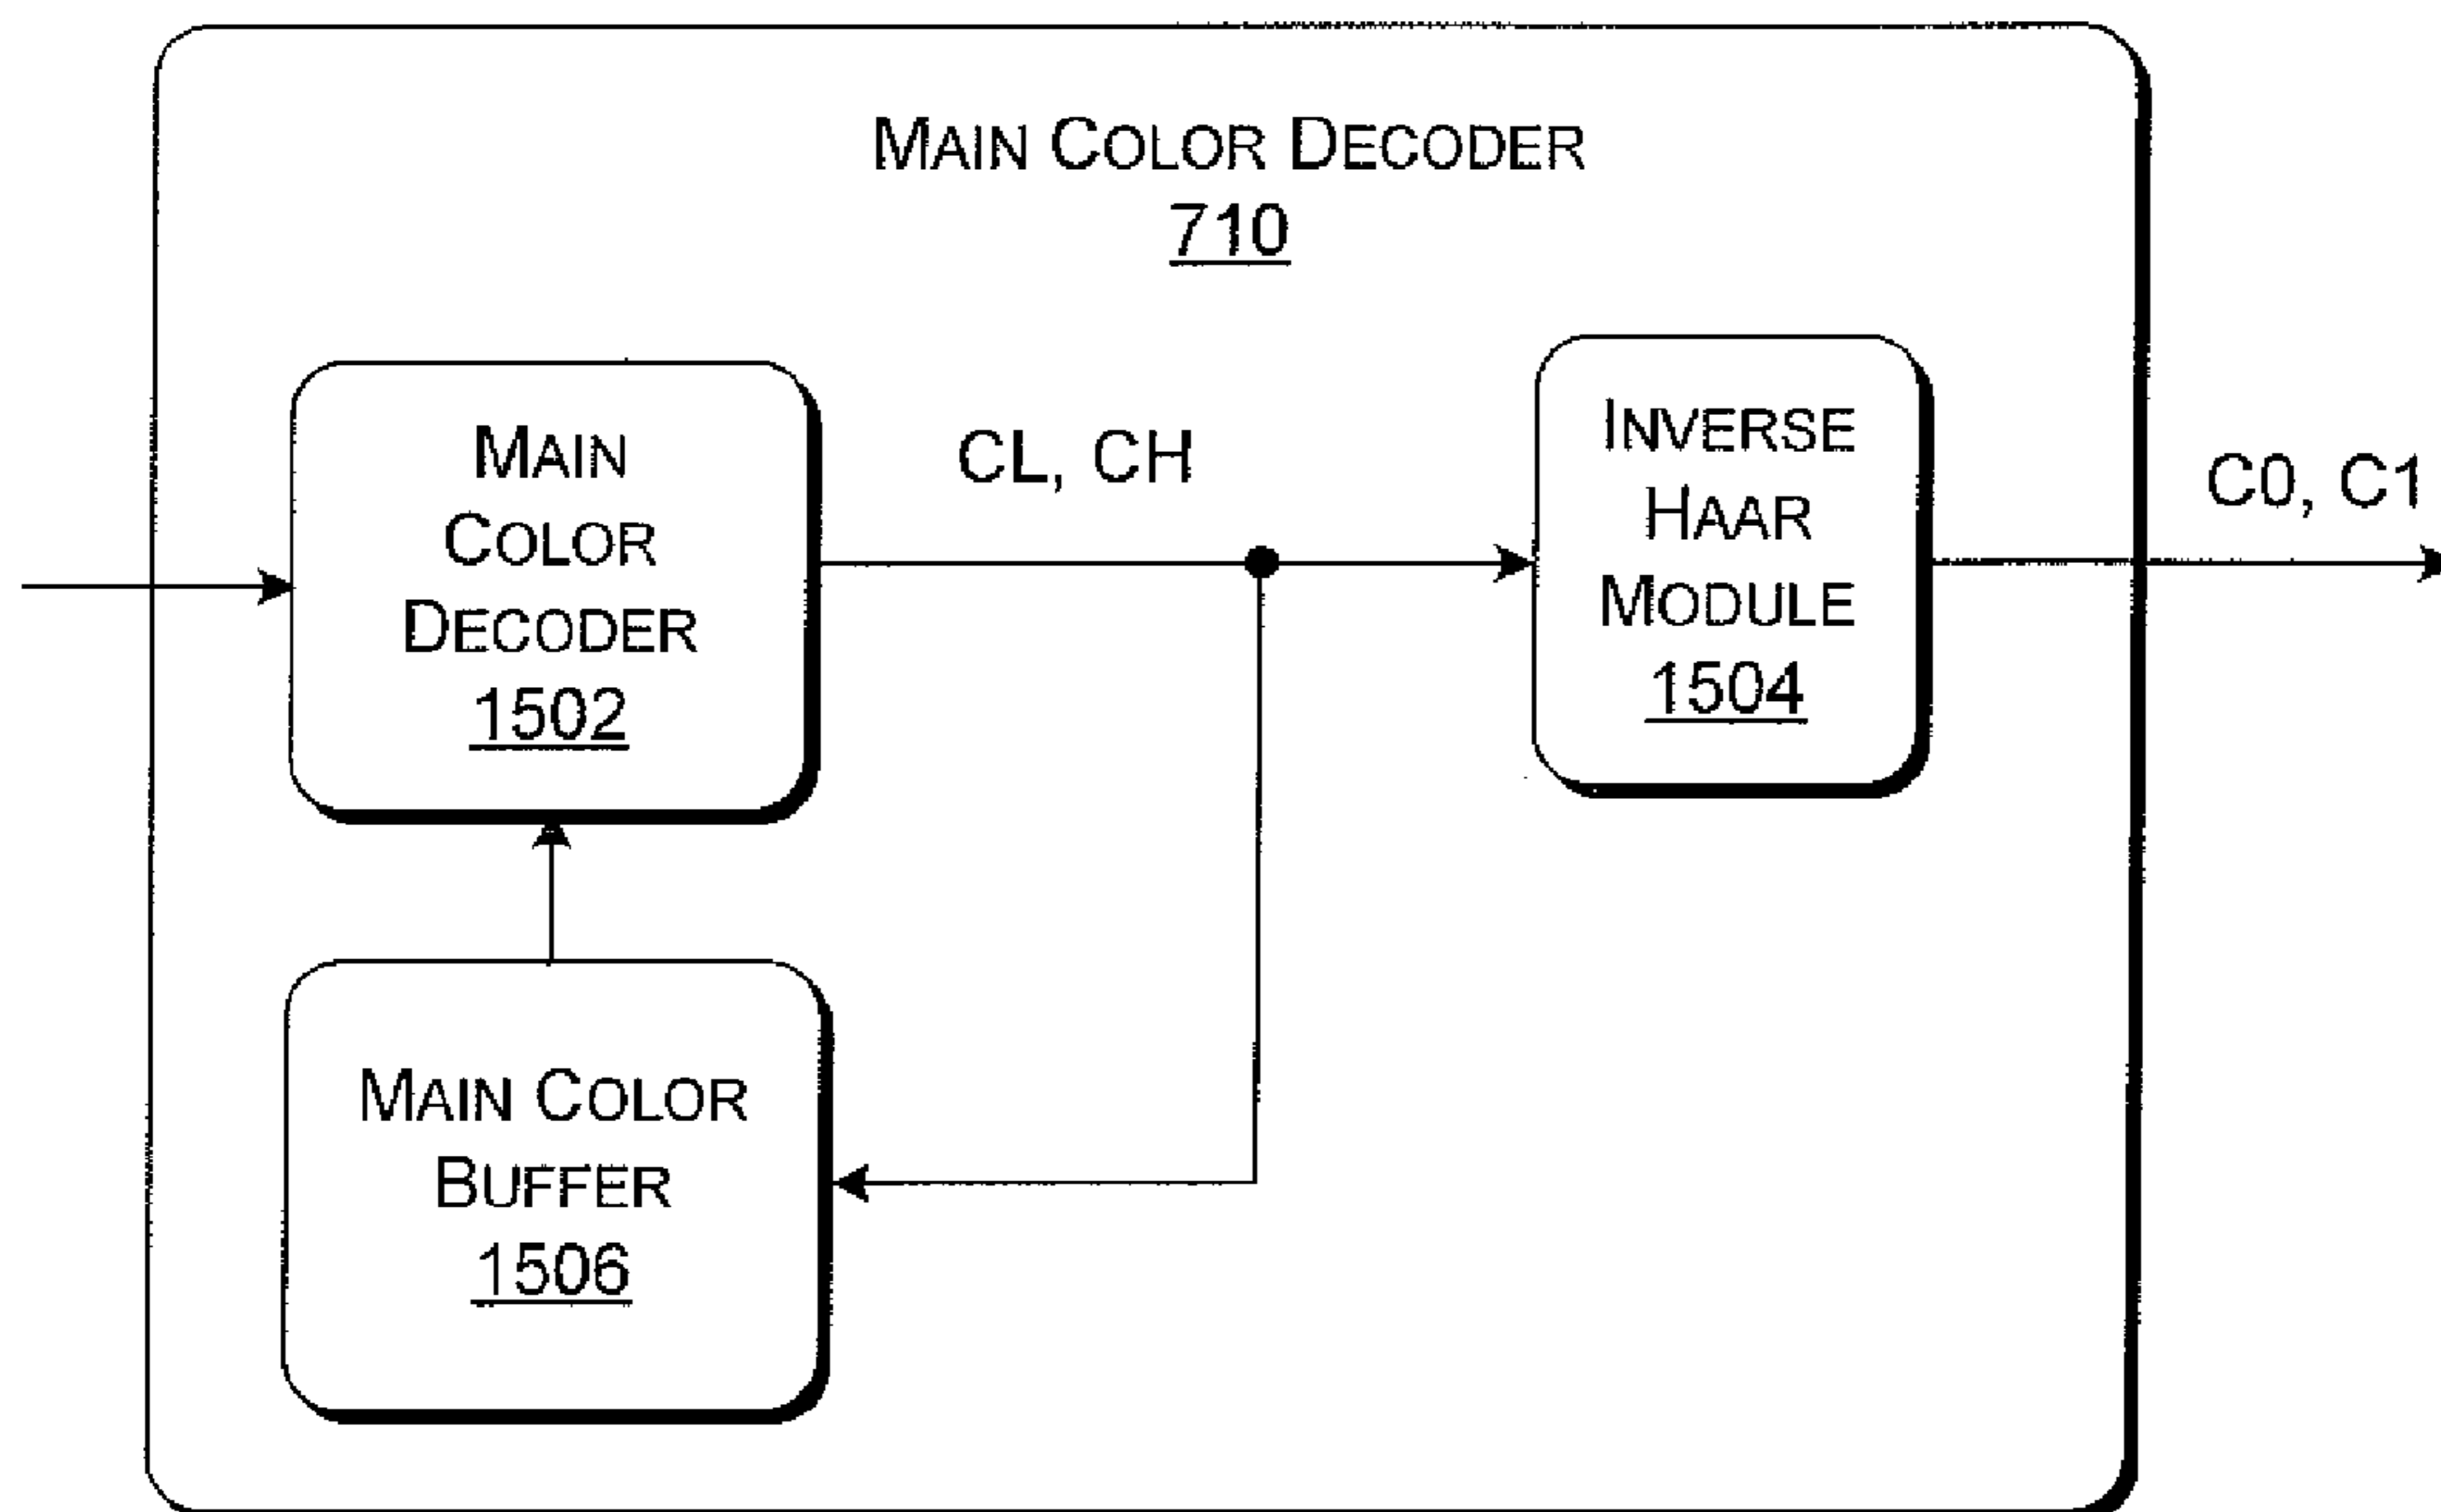 MAIN COLOR DECODER
710
MAIN
COLOR
DECODER
1502
CL, CH
INVERSE
HAAR
MODULE
1504
C0, C1
MAIN COLOR
BUFFER
1506